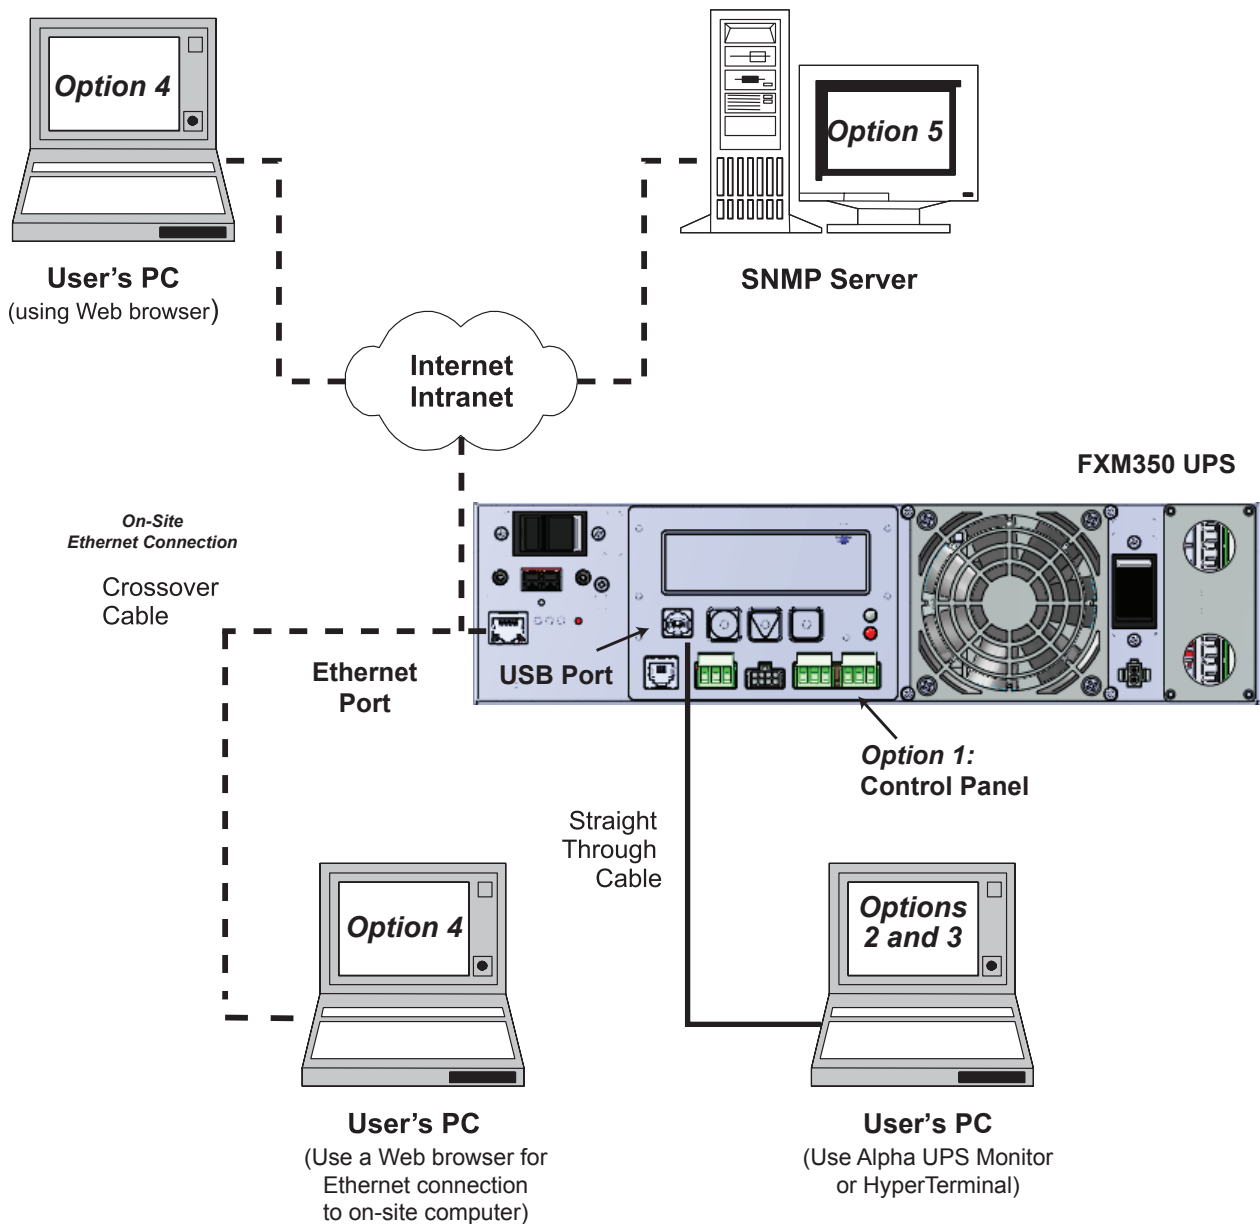 Option 4
Option 5
User's PC
(using Web browser)
SNMP Server
Internet
Intranet
FXM350 UPS
On-Site
Ethernet Connection
Crossover
Cable
Ethernet
Port
USB Port
Option 1:
Control Panel
Straight
Through
Cable
Option 4
Options
2 and 3
User's PC
(Use a Web browser for
Ethernet connection
to on-site computer)
User's PC
(Use Alpha UPS Monitor
or HyperTerminal)